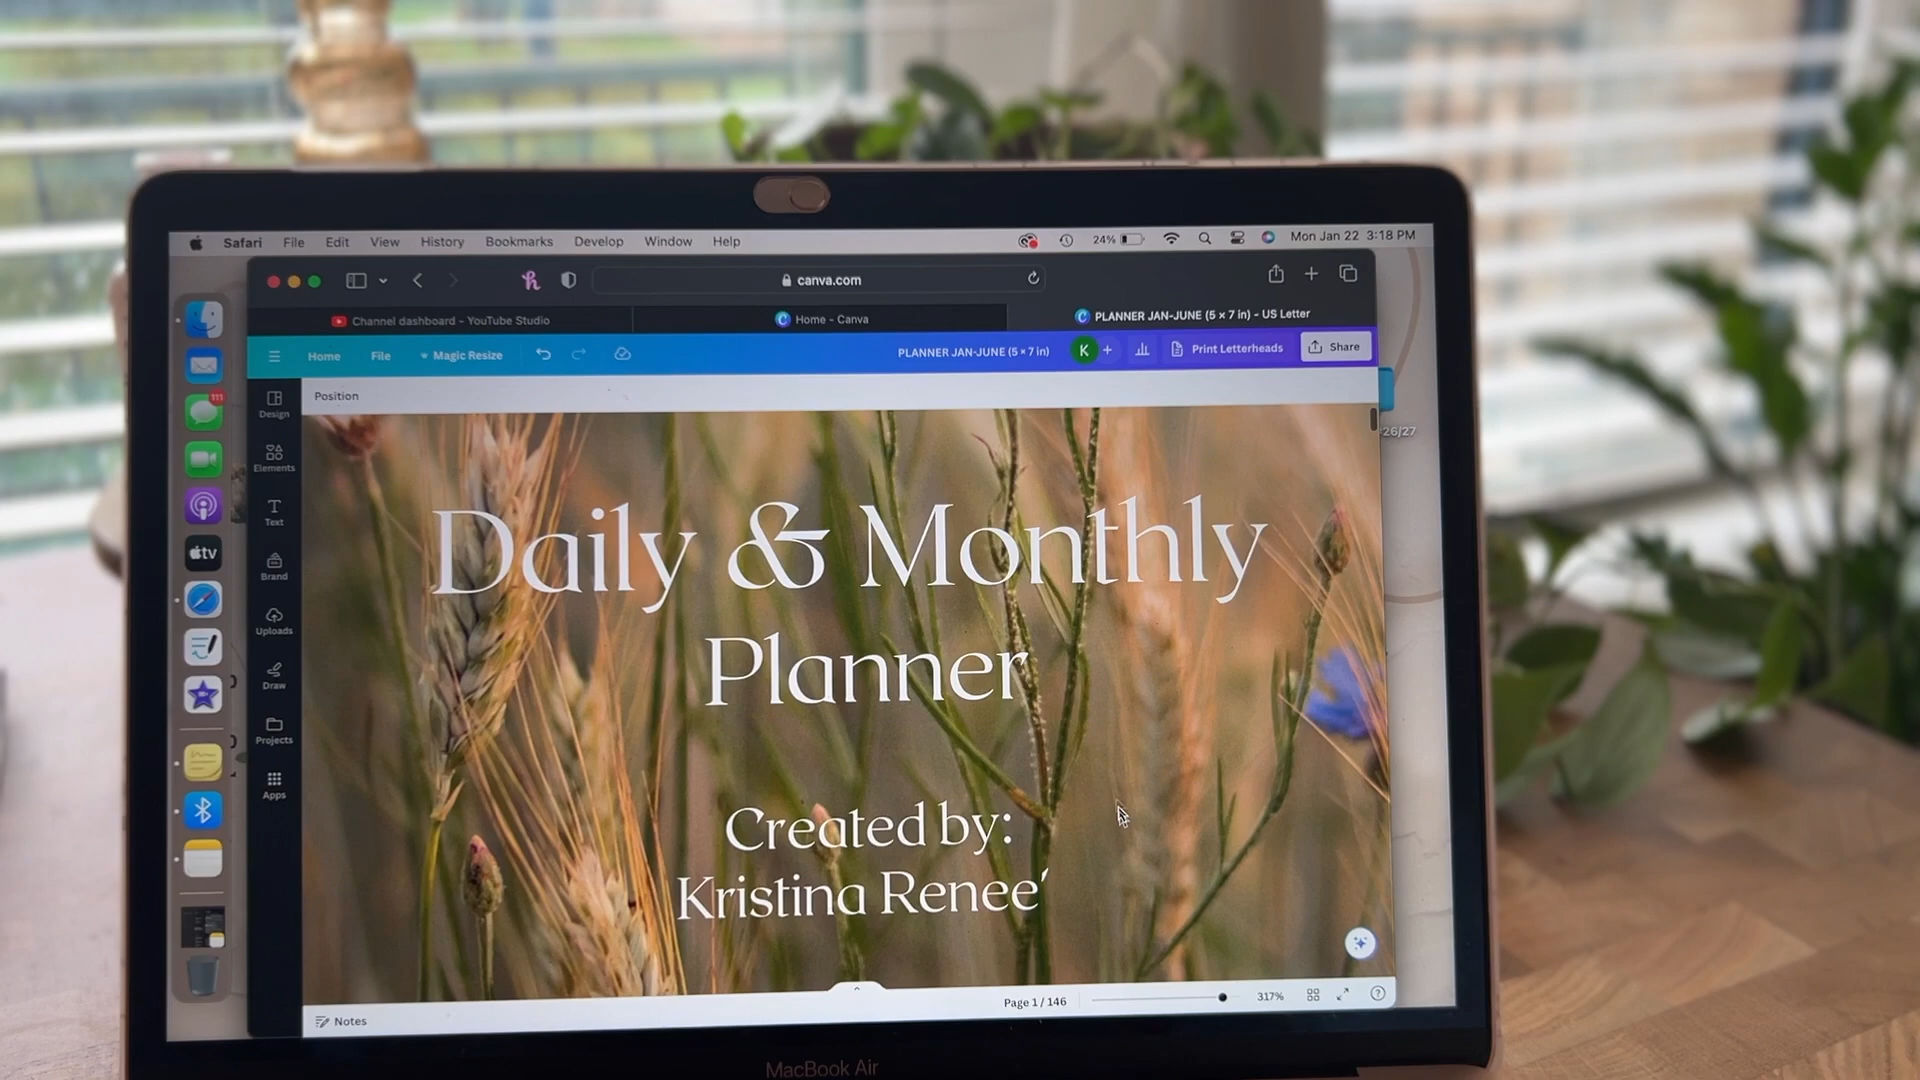 Safari File Edit View History Bookmarks Develop Window Help 24% Mon Jan 22 3:18 PM
canva.com
Channel dashboard - YouTube Studio
Home - Canva
PLANNER JAN-JUNE (5 × 7 in) - US Letter
Home File Magic Resize PLANNER JAN-JUNE (5 × 7 in) K + Print Letterheads Share
Position
Design
Elements
Text
Brand
Uploads
Draw
Projects
Apps
111
tv
26/27
Daily & Monthly
Planner
Created by:
Kristina Renee'
Notes
Page 1 / 146
317%
MacBook Air